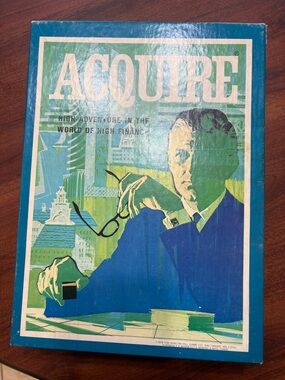 ACQUIRE
®
HIGH ADVENTURE IN THE
WORLD OF HIGH FINANCE